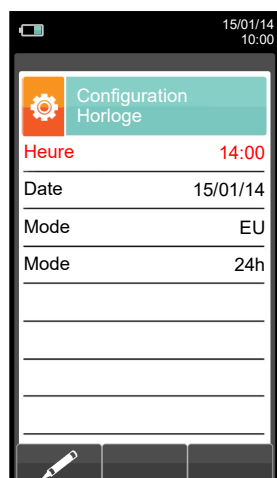 15/01/14
10:00
Configuration
Horloge
Heure 14:00
Date 15/01/14
Mode EU
Mode 24h